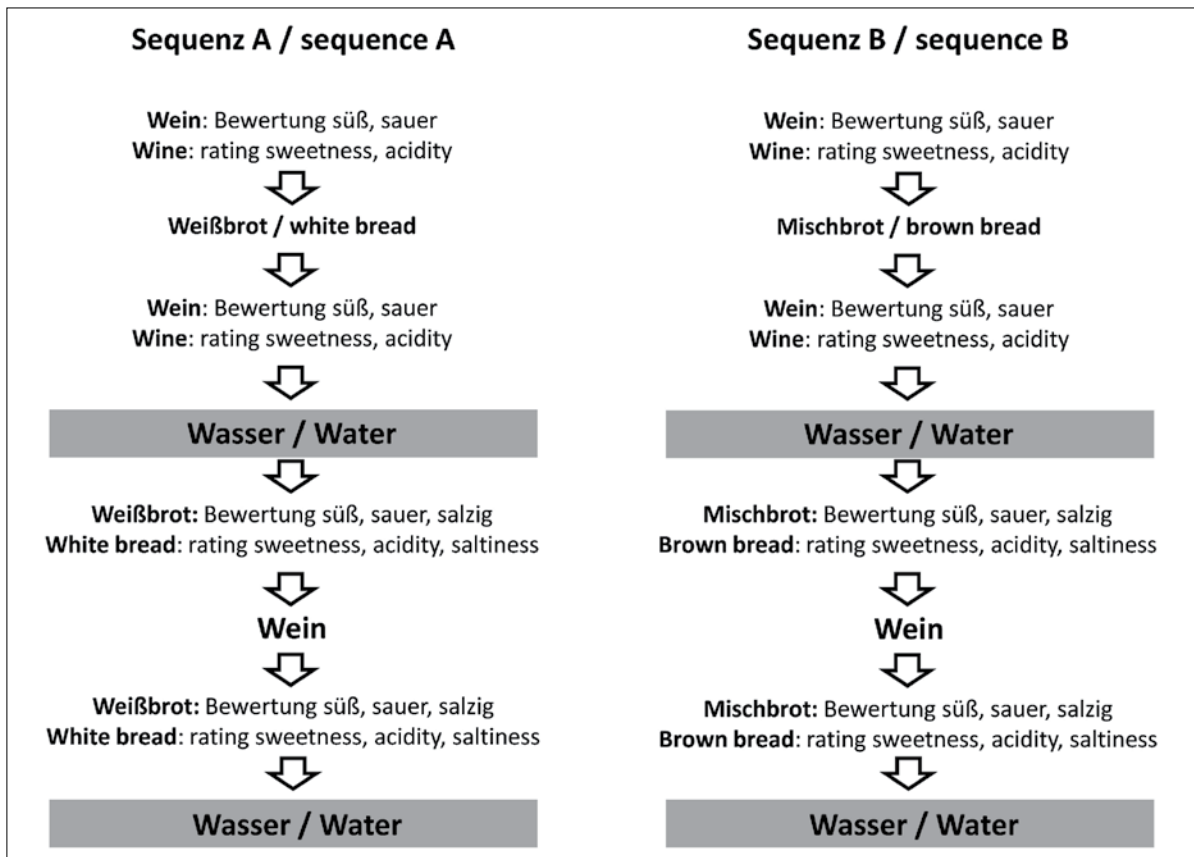 Sequenz A / sequence A
Wein: Bewertung süß, sauer
Wine: rating sweetness, acidity
Weißbrot / white bread
Wein: Bewertung süß, sauer
Wine: rating sweetness, acidity
Wasser / Water
Weißbrot: Bewertung süß, sauer, salzig
White bread: rating sweetness, acidity, saltiness
Wein
Weißbrot: Bewertung süß, sauer, salzig
White bread: rating sweetness, acidity, saltiness
Wasser / Water
Sequenz B / sequence B
Wein: Bewertung süß, sauer
Wine: rating sweetness, acidity
Mischbrot / brown bread
Wein: Bewertung süß, sauer
Wine: rating sweetness, acidity
Wasser / Water
Mischbrot: Bewertung süß, sauer, salzig
Brown bread: rating sweetness, acidity, saltiness
Wein
Mischbrot: Bewertung süß, sauer, salzig
Brown bread: rating sweetness, acidity, saltiness
Wasser / Water